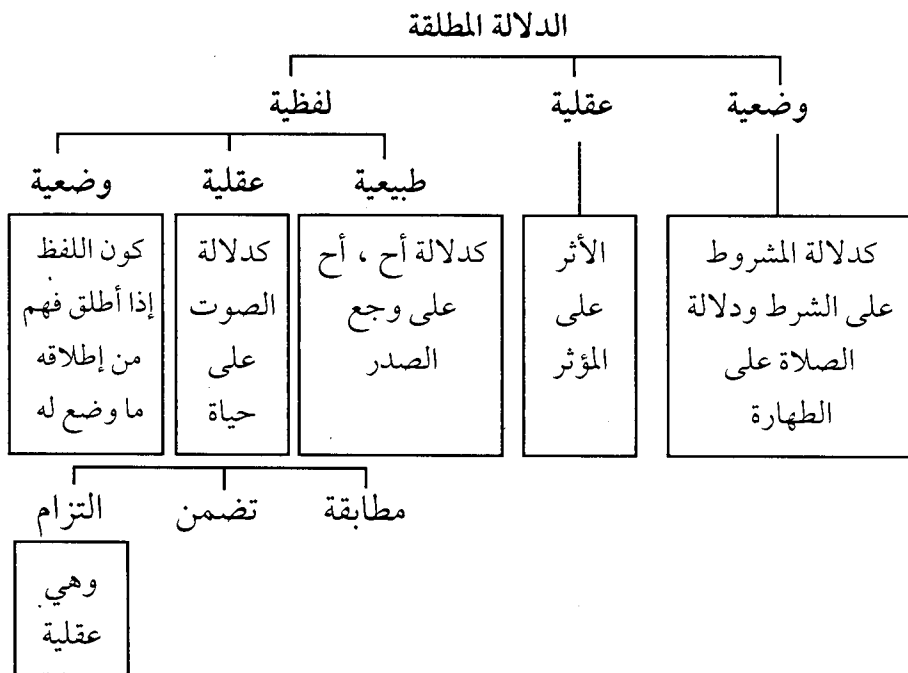 الدلالة المطلقة
وضعية
عقلية
لفظية
طبيعية
عقلية
وضعية
كدلالة المشروط
على الشرط ودلالة
الصلاة على
الطهارة
الأثر
على
المؤثر
كدلالة أح ، أح
على وجع
الصدر
كدلالة
الصوت
على
حياة
كون اللفظ
إذا أطلق فهم
من إطلاقه
ما وضع له
مطابقة
تضمن
التزام
وهي
عقلية